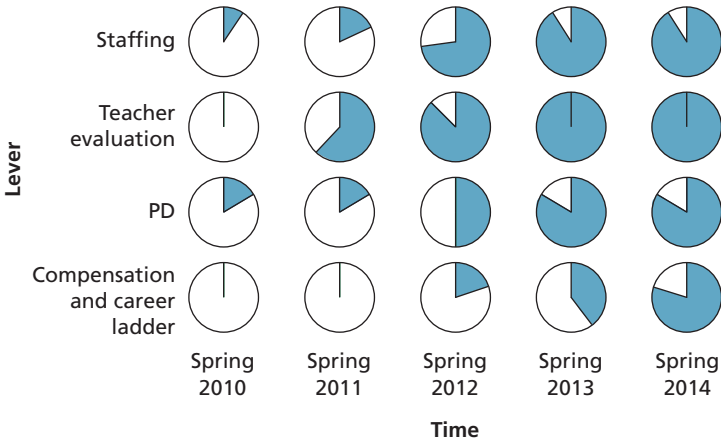 Staffing
Teacher
evaluation
Lever
PD
Compensation
and career
ladder
Spring
2010
Spring
2011
Spring
2012
Spring
2013
Spring
2014
Time